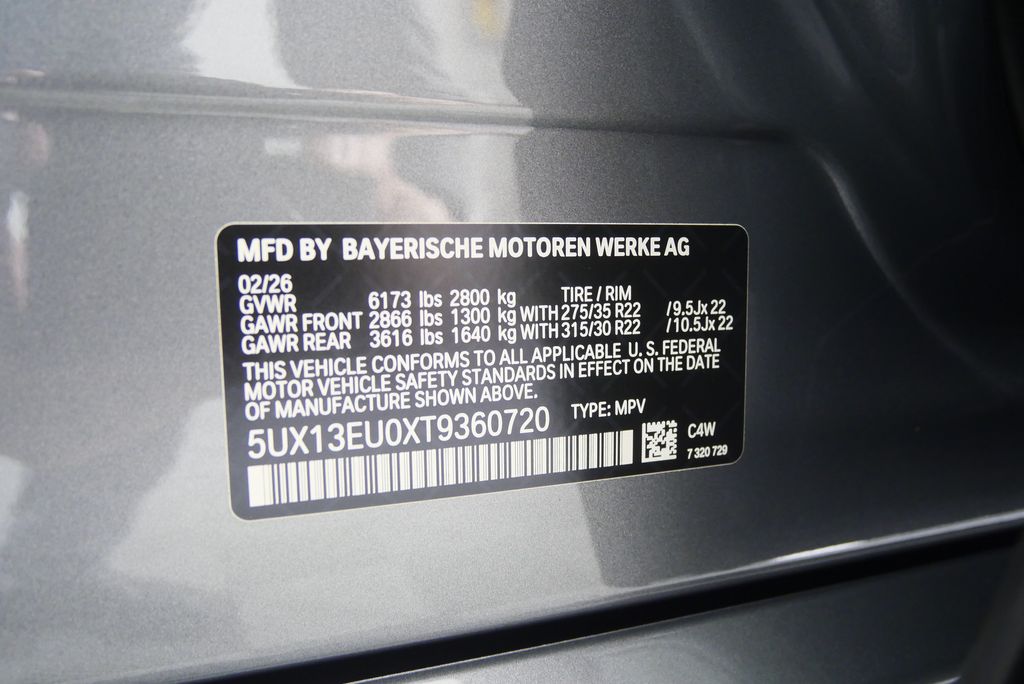 MFD BY BAYERISCHE MOTOREN WERKE AG
02/26
GVWR 6173 lbs 2800 kg TIRE / RIM
GAWR FRONT 2866 lbs 1300 kg WITH 275/35 R22 / 9.5Jx 22
GAWR REAR 3616 lbs 1640 kg WITH 315/30 R22 / 10.5Jx 22
THIS VEHICLE CONFORMS TO ALL APPLICABLE U. S. FEDERAL
MOTOR VEHICLE SAFETY STANDARDS IN EFFECT ON THE DATE
OF MANUFACTURE SHOWN ABOVE.
5UX13EU0XT9360720 TYPE: MPV
C4W
7 320 729